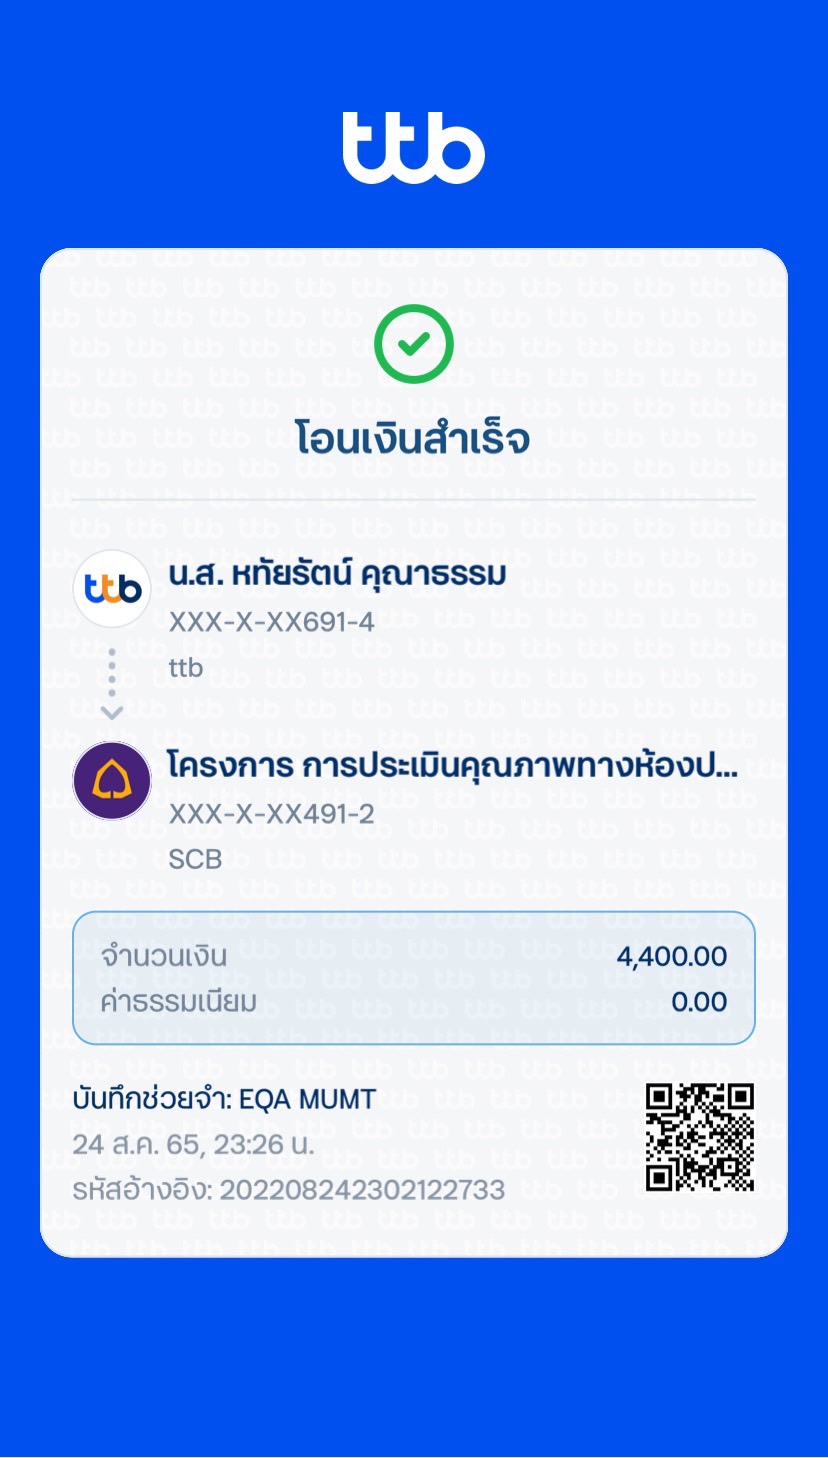 ttb
โอนเงินสำเร็จ
ttb
น.ส. หทัยรัตน์ คุณาธรรม
XXX-X-XX691-4
ttb
โครงการ การประเมินคุณภาพทางห้องป...
XXX-X-XX491-2
SCB
จำนวนเงิน 4,400.00
ค่าธรรมเนียม 0.00
บันทึกช่วยจำ: EQA MUMT
24 ส.ค. 65, 23:26 น.
รหัสอ้างอิง: 202208242302122733